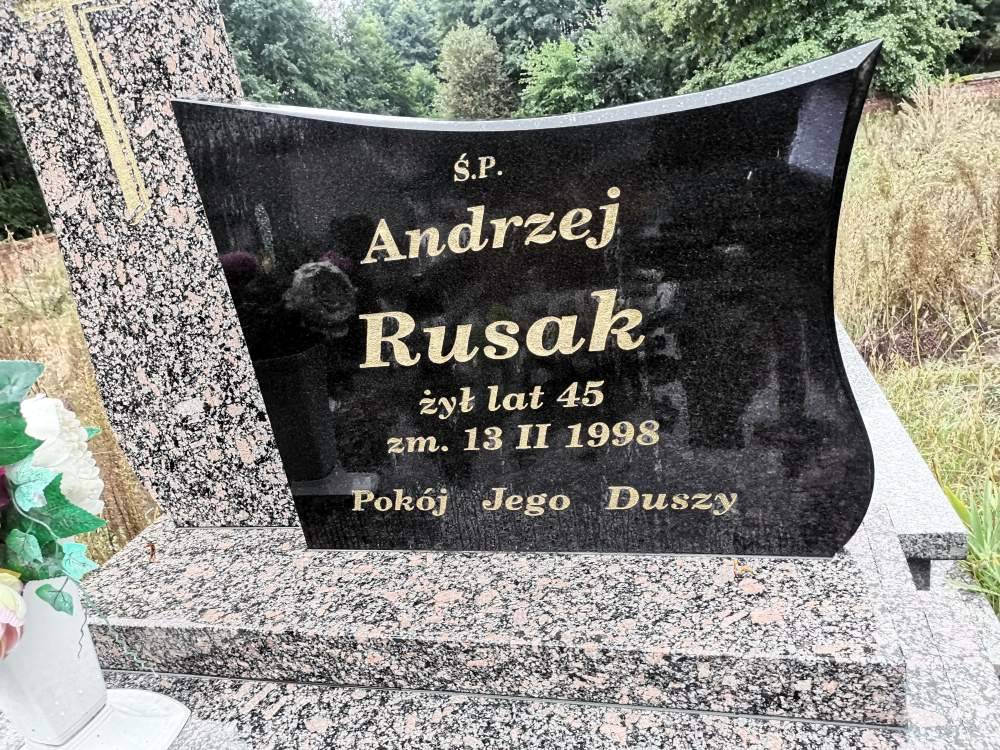 Ś.P.
Andrzej
Rusak
żył lat 45
zm. 13 II 1998
Pokój Jego Duszy